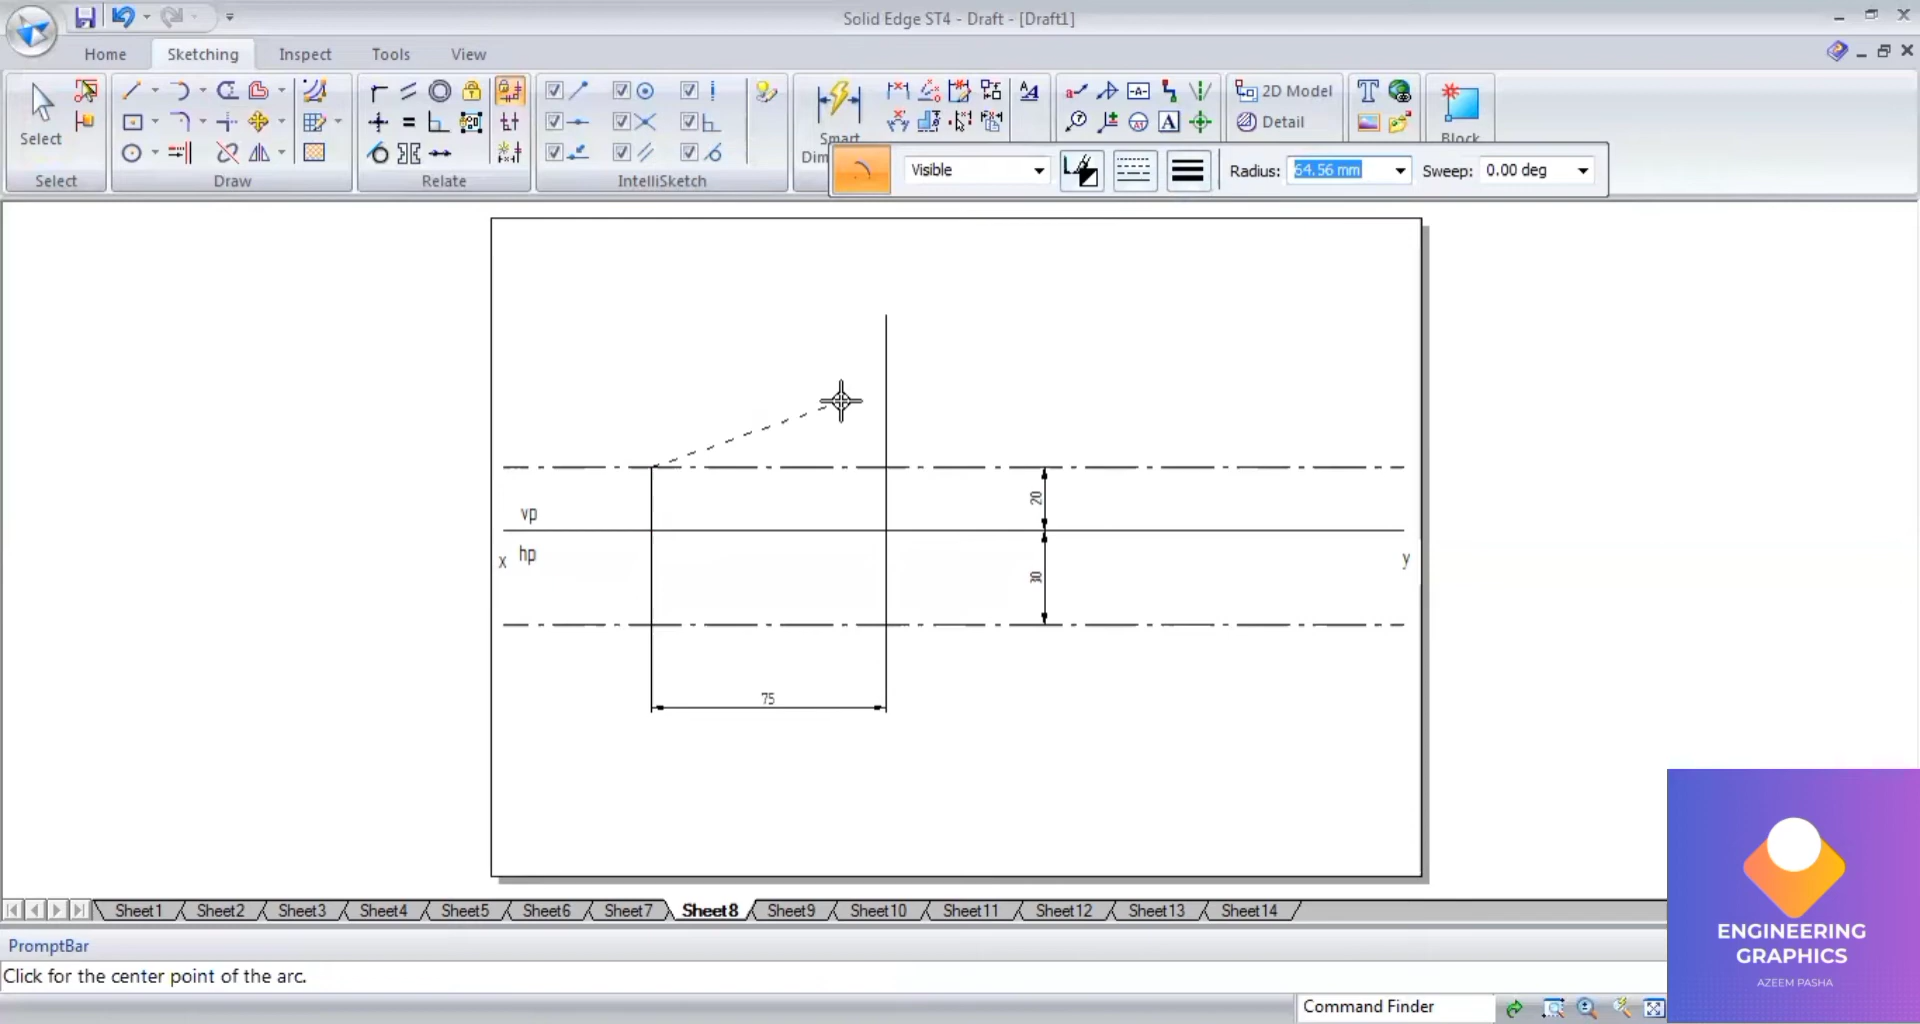 Solid Edge ST4 - Draft - [Draft1]
Home
Sketching
Inspect
Tools
View
Select
Smart
2D Model
Detail
Block
Select
Draw
Relate
IntelliSketch
Dim
Visible
Radius:
64.56 mm
Sweep:
0.00 deg
vp
hp
x
y
20
30
75
Sheet1
Sheet2
Sheet3
Sheet4
Sheet5
Sheet6
Sheet7
Sheet8
Sheet9
Sheet10
Sheet11
Sheet12
Sheet13
Sheet14
PromptBar
Click for the center point of the arc.
Command Finder
ENGINEERING
GRAPHICS
AZEEM PASHA